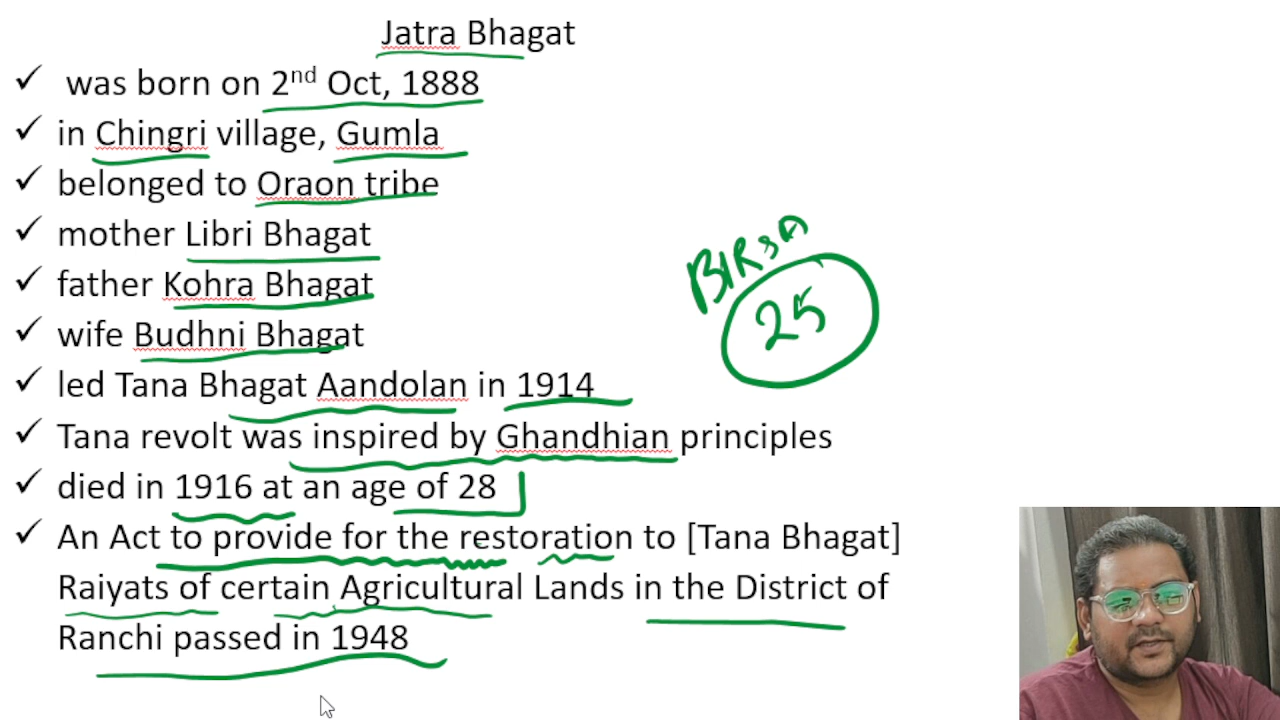 Jatra Bhagat
✓ was born on 2nd Oct, 1888
✓ in Chingri village, Gumla
✓ belonged to Oraon tribe
✓ mother Libri Bhagat
✓ father Kohra Bhagat
✓ wife Budhni Bhagat
✓ led Tana Bhagat Aandolan in 1914
✓ Tana revolt was inspired by Ghandhian principles
✓ died in 1916 at an age of 28
✓ An Act to provide for the restoration to [Tana Bhagat]
Raiyats of certain Agricultural Lands in the District of
Ranchi passed in 1948
BIRSA
25